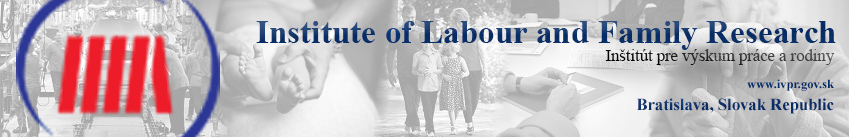 Institute of Labour and Family Research
Inštitút pre výskum práce a rodiny
www.ivpr.gov.sk
Bratislava, Slovak Republic